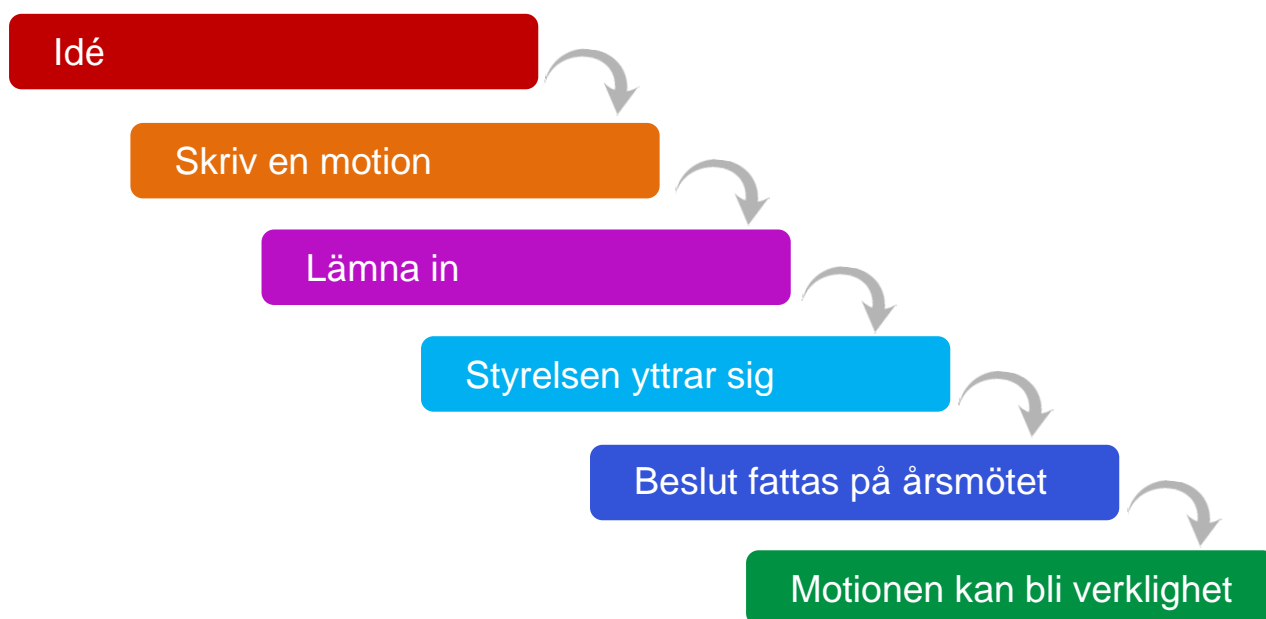 Idé
Skriv en motion
Lämna in
Styrelsen yttrar sig
Beslut fattas på årsmötet
Motionen kan bli verklighet